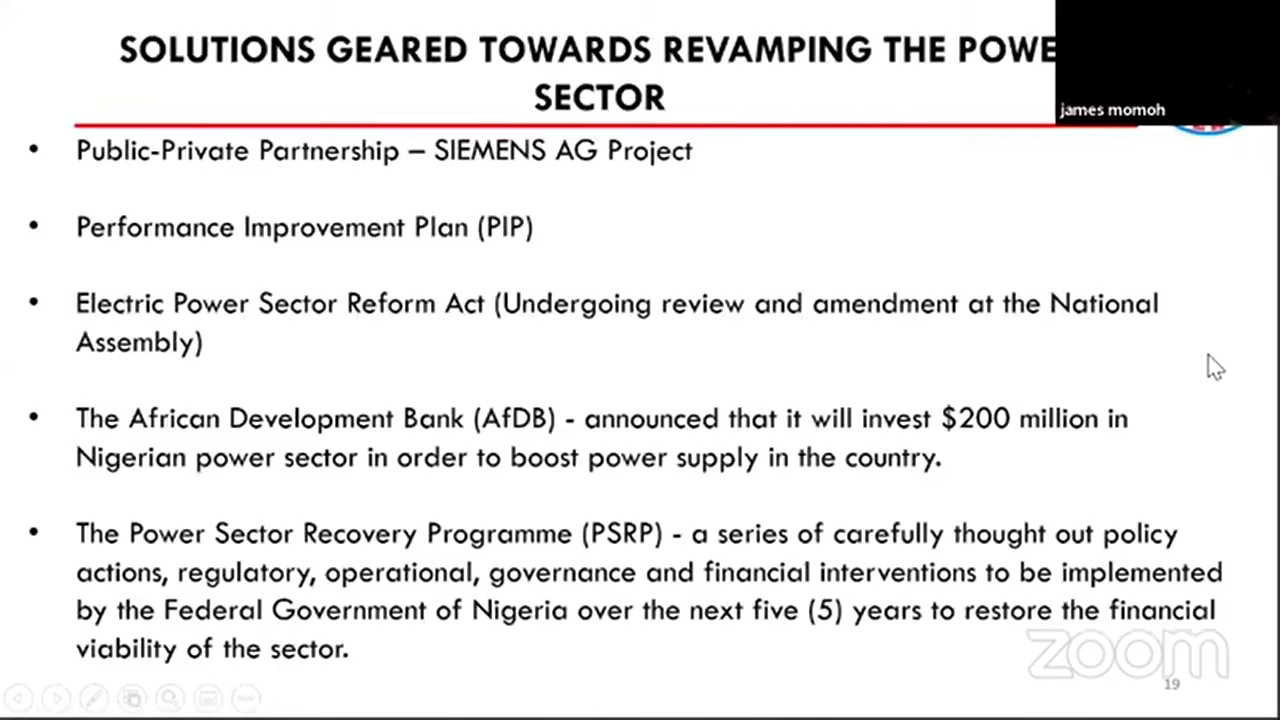 SOLUTIONS GEARED TOWARDS REVAMPING THE POWE
SECTOR
james momoh
• Public-Private Partnership – SIEMENS AG Project
• Performance Improvement Plan (PIP)
• Electric Power Sector Reform Act (Undergoing review and amendment at the National
Assembly)
• The African Development Bank (AfDB) - announced that it will invest $200 million in
Nigerian power sector in order to boost power supply in the country.
• The Power Sector Recovery Programme (PSRP) - a series of carefully thought out policy
actions, regulatory, operational, governance and financial interventions to be implemented
by the Federal Government of Nigeria over the next five (5) years to restore the financial
viability of the sector.
zoom
19